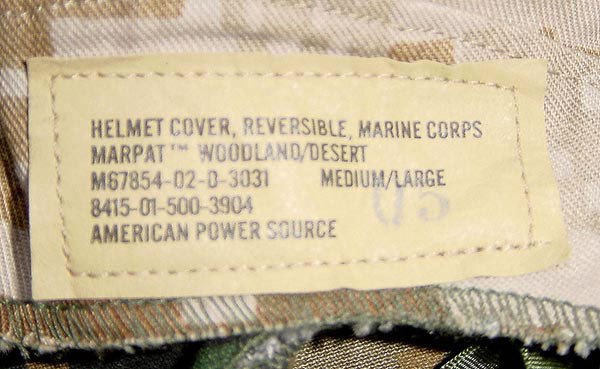 HELMET COVER, REVERSIBLE, MARINE CORPS
MARPAT™ WOODLAND/DESERT
M67854-02-D-3031 MEDIUM/LARGE
8415-01-500-3904
AMERICAN POWER SOURCE